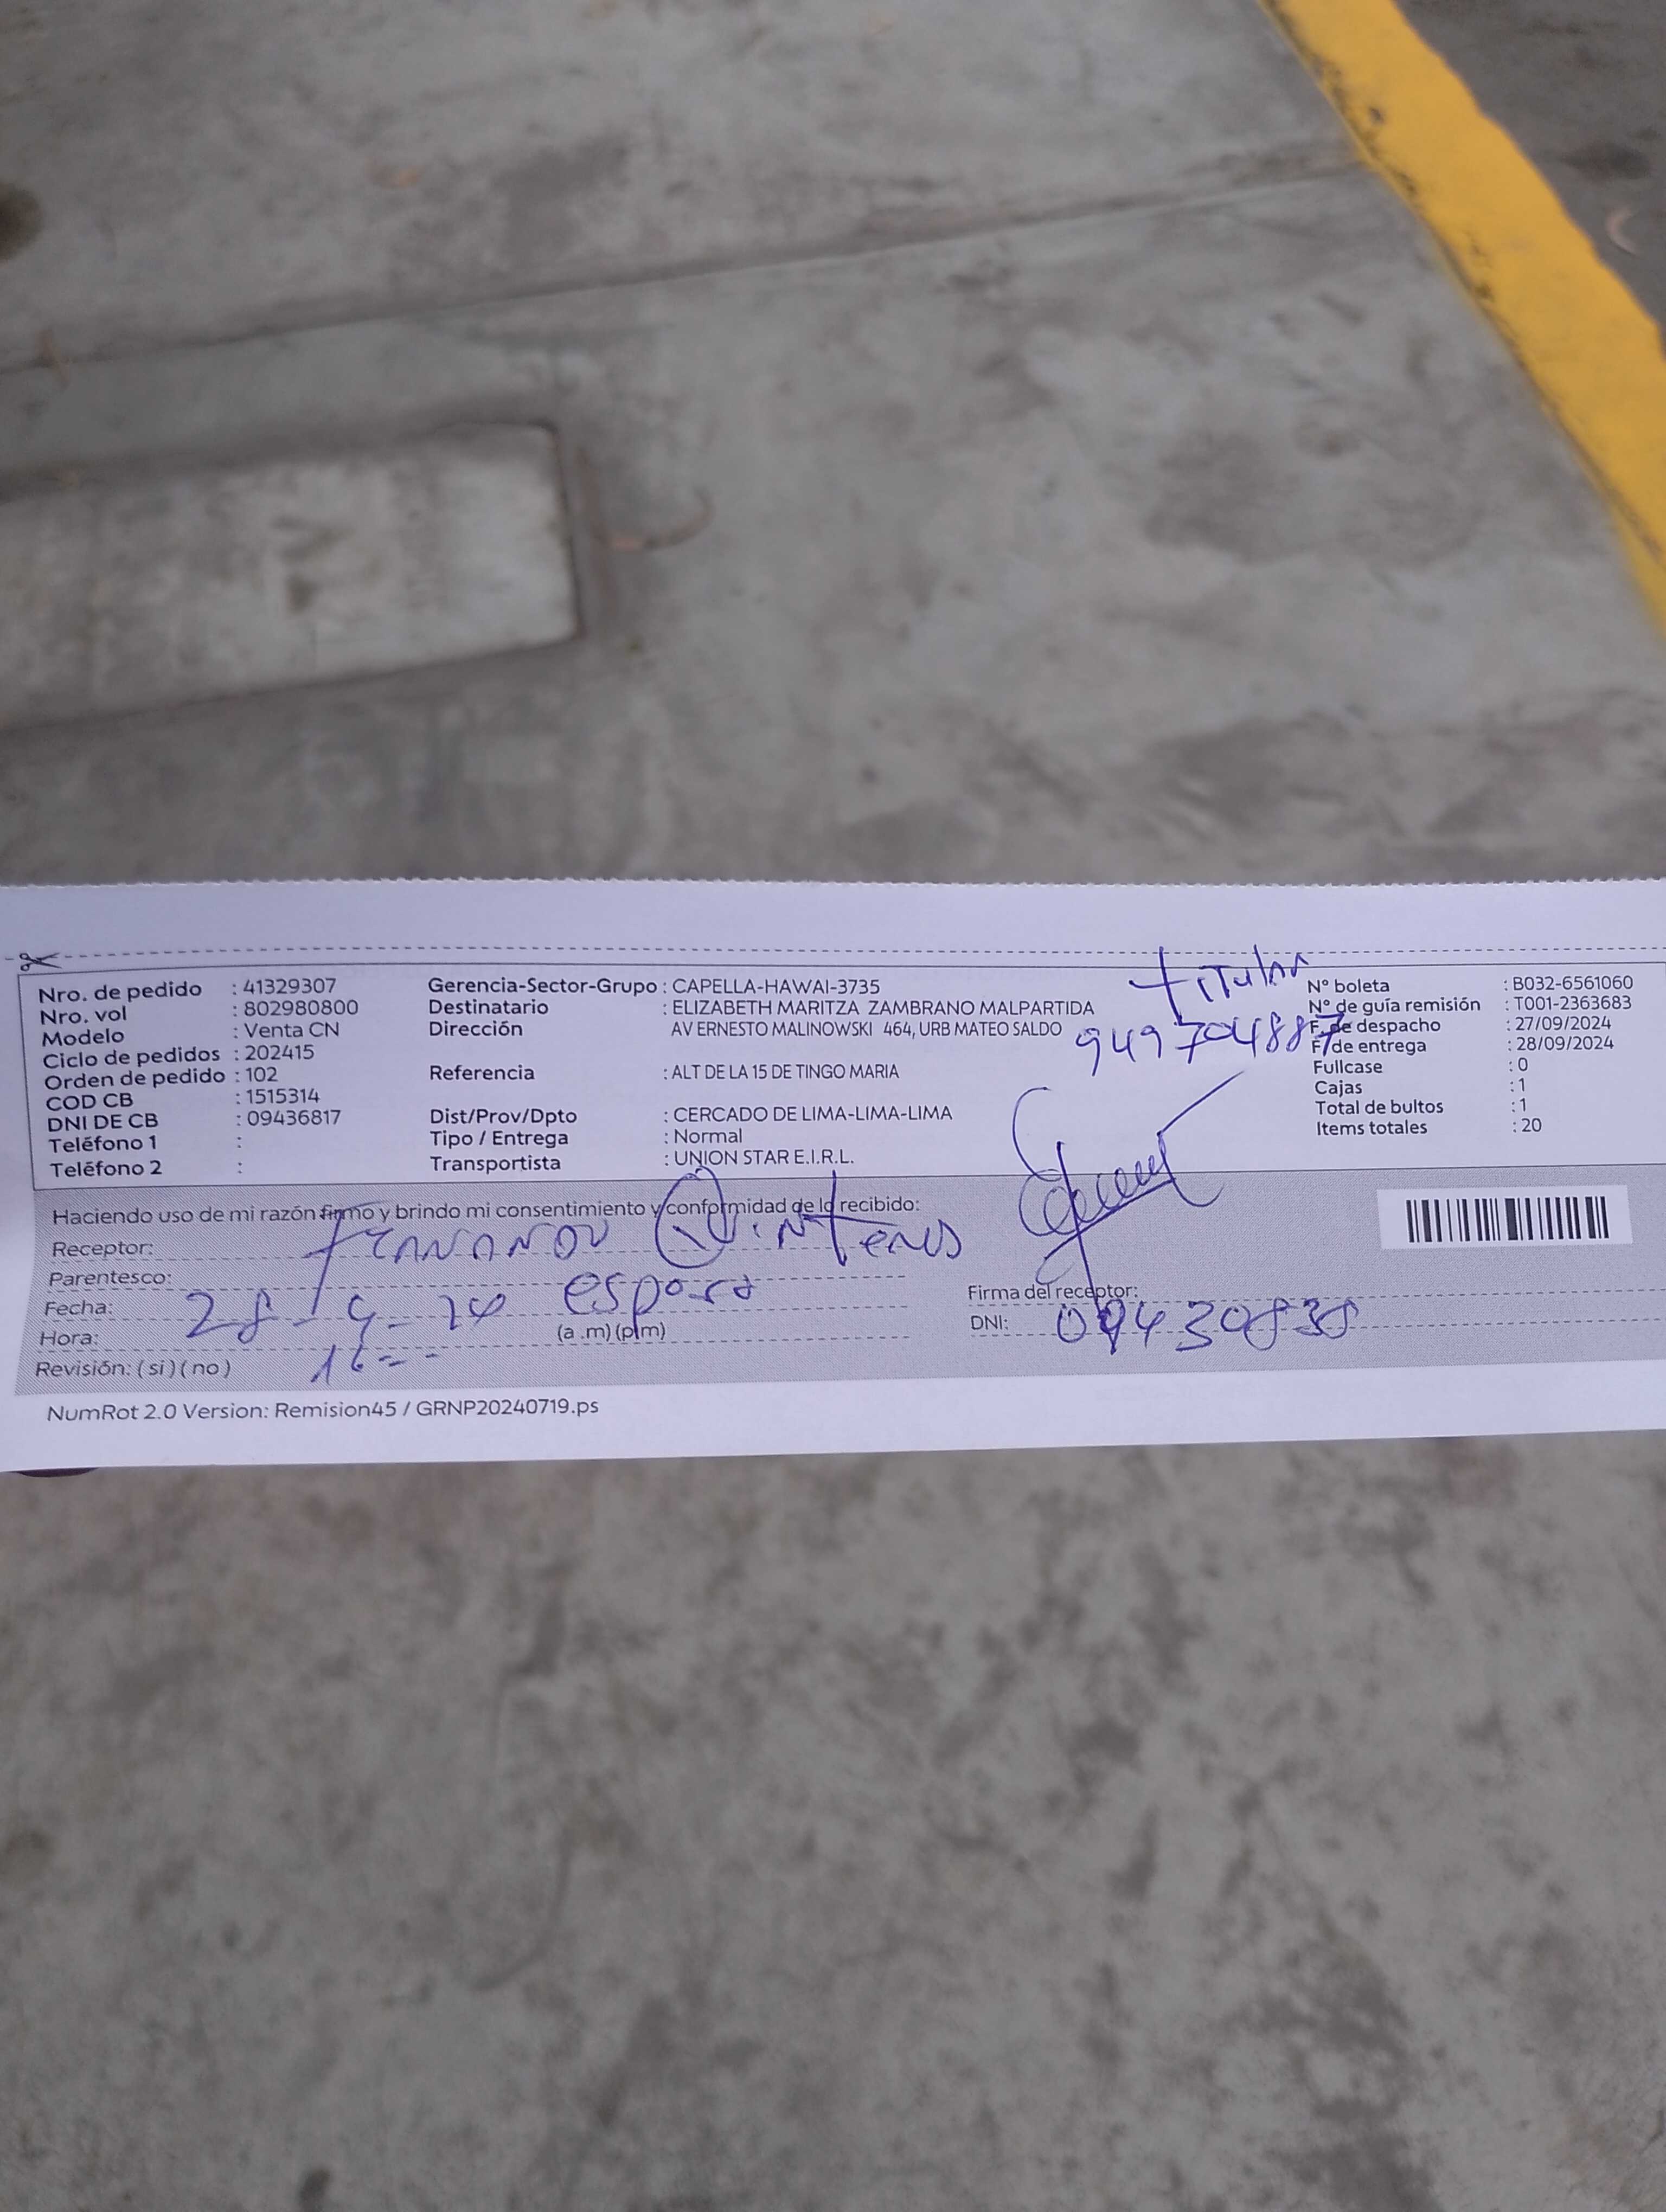 Nro. de pedido : 41329307
Nro. vol : 802980800
Modelo : Venta CN
Ciclo de pedidos : 202415
Orden de pedido : 102
COD CB : 1515314
DNI DE CB : 09436817
Teléfono 1 :
Teléfono 2 :
Gerencia-Sector-Grupo : CAPELLA-HAWAI-3735
Destinatario : ELIZABETH MARITZA ZAMBRANO MALPARTIDA
Dirección AV ERNESTO MALINOWSKI 464, URB MATEO SALDO
Referencia : ALT DE LA 15 DE TINGO MARIA
Dist/Prov/Dpto : CERCADO DE LIMA-LIMA-LIMA
Tipo / Entrega : Normal
Transportista : UNION STAR E.I.R.L.
titular
949704887
N° boleta : B032-6561060
N° de guía remisión : T001-2363683
F. de despacho : 27/09/2024
F. de entrega : 28/09/2024
Fullcase : 0
Cajas : 1
Total de bultos : 1
Items totales : 20
Haciendo uso de mi razón firmo y brindo mi consentimiento y conformidad de lo recibido:
Receptor:
Parentesco:
Fecha: 28-9-24
Hora: (a .m) (p.m)
Revisión: ( si ) ( no ) 16
Firma del receptor:
DNI:
NumRot 2.0 Version: Remision45 / GRNP20240719.ps